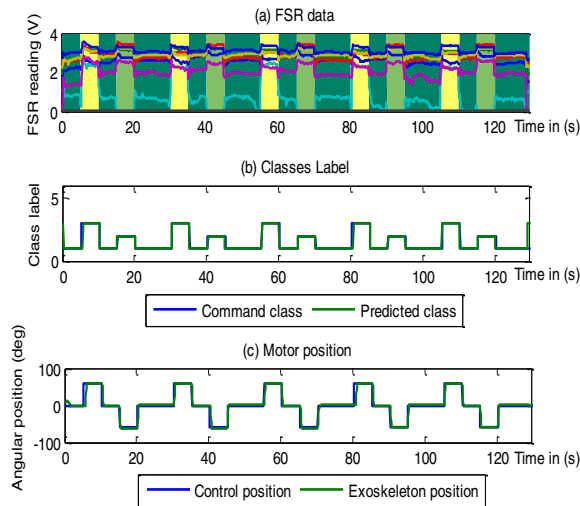 (a) FSR data
FSR reading (V)
4
2
0
0 20 40 60 80 100 120
Time in (s)
(b) Classes Label
Class label
5
0
0 20 40 60 80 100 120
Time in (s)
Command class Predicted class
(c) Motor position
Angular position (deg)
100
0
-100
0 20 40 60 80 100 120
Time in (s)
Control position Exoskeleton position